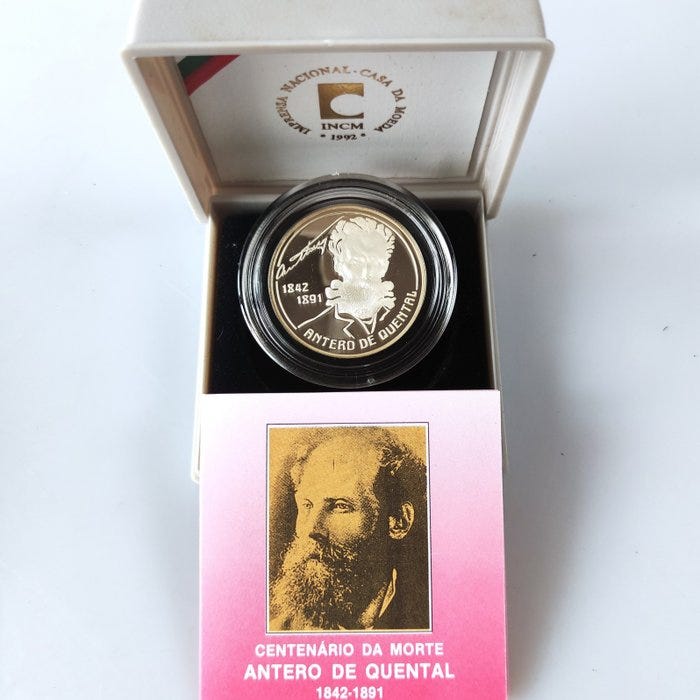 IMPRENSA NACIONAL · CASA DA MOEDA
INCM
* 1992 *
1842
1891
ANTERO DE QUENTAL
CENTENÁRIO DA MORTE
ANTERO DE QUENTAL
1842-1891